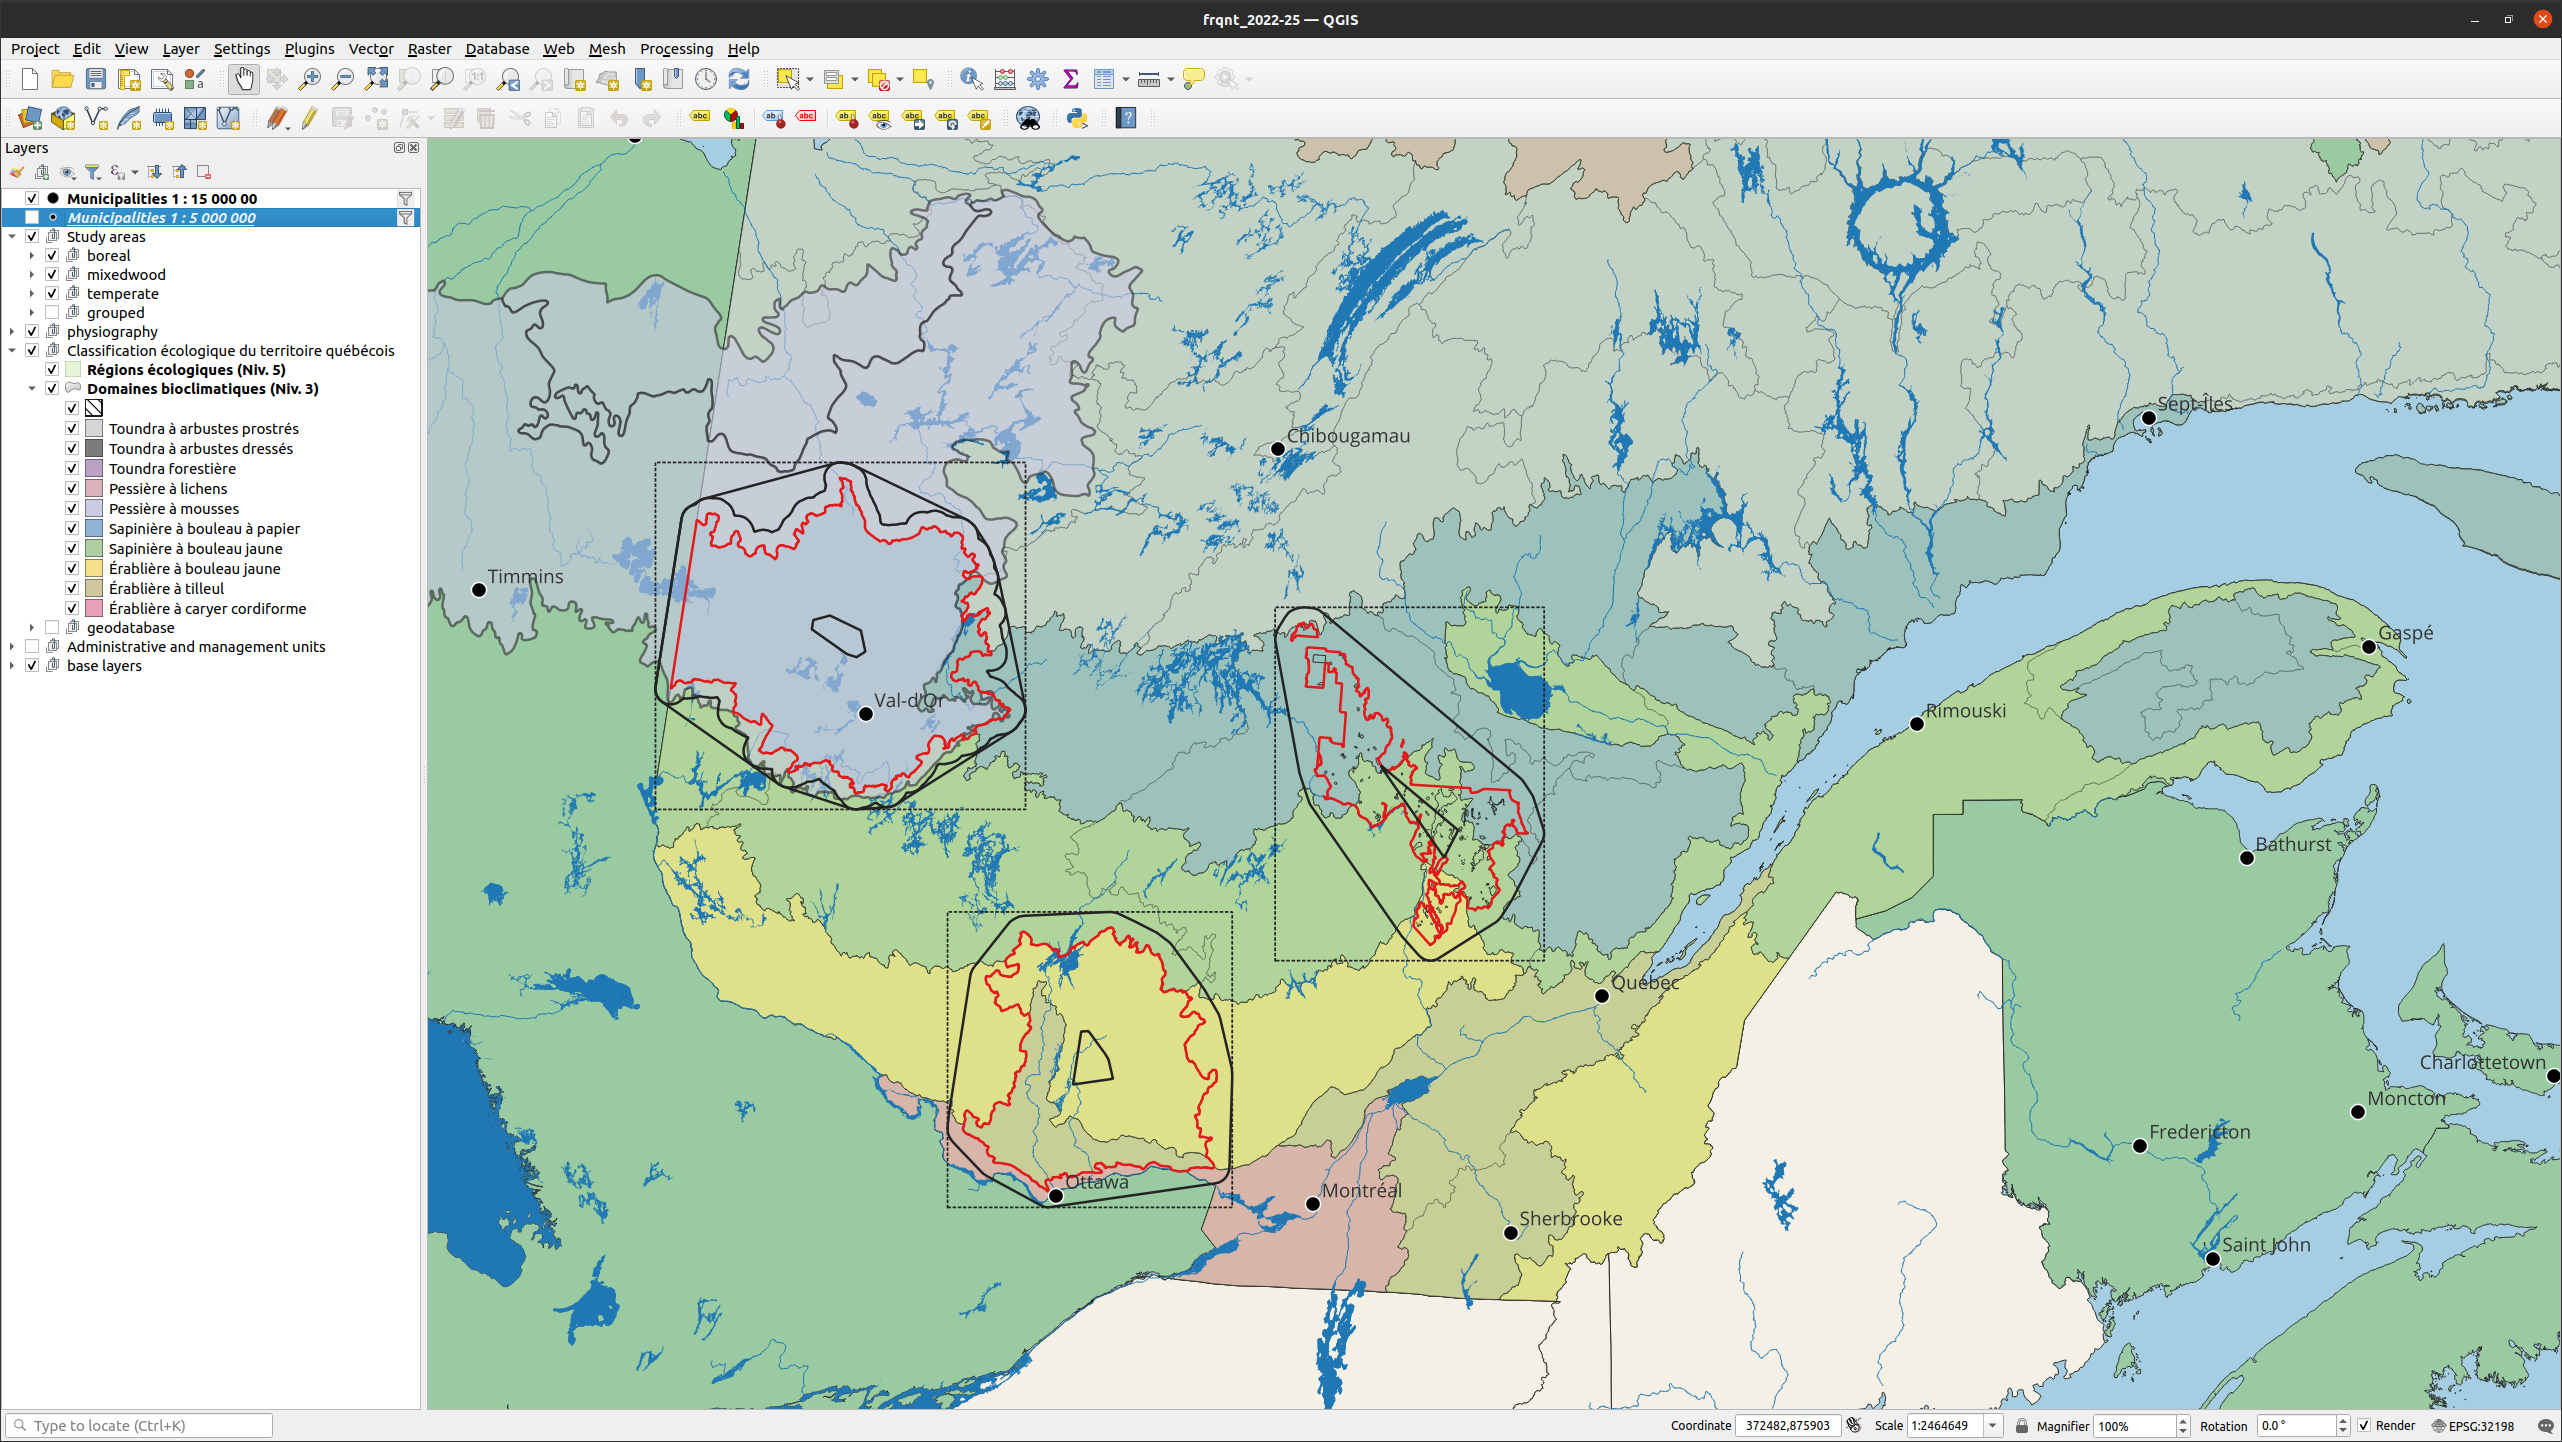 frqnt_2022-25 — QGIS
Project Edit View Layer Settings Plugins Vector Raster Database Web Mesh Processing Help
Layers
Municipalities 1 : 15 000 00
Municipalities 1 : 5 000 000
Study areas
boreal
mixedwood
temperate
grouped
physiography
Classification écologique du territoire québécois
Régions écologiques (Niv. 5)
Domaines bioclimatiques (Niv. 3)
Toundra à arbustes prostrés
Toundra à arbustes dressés
Toundra forestière
Pessière à lichens
Pessière à mousses
Sapinière à bouleau à papier
Sapinière à bouleau jaune
Érablière à bouleau jaune
Érablière à tilleul
Érablière à caryer cordiforme
geodatabase
Administrative and management units
base layers
Sept-Îles
Chibougamau
Timmins
Gaspé
Val-d'Or
Rimouski
Bathurst
Québec
Charlottetown
Moncton
Fredericton
Ottawa
Montréal
Sherbrooke
Saint John
Type to locate (Ctrl+K)
Coordinate 372482,875903 Scale 1:2464649 Magnifier 100% Rotation 0.0 ° Render EPSG:32198